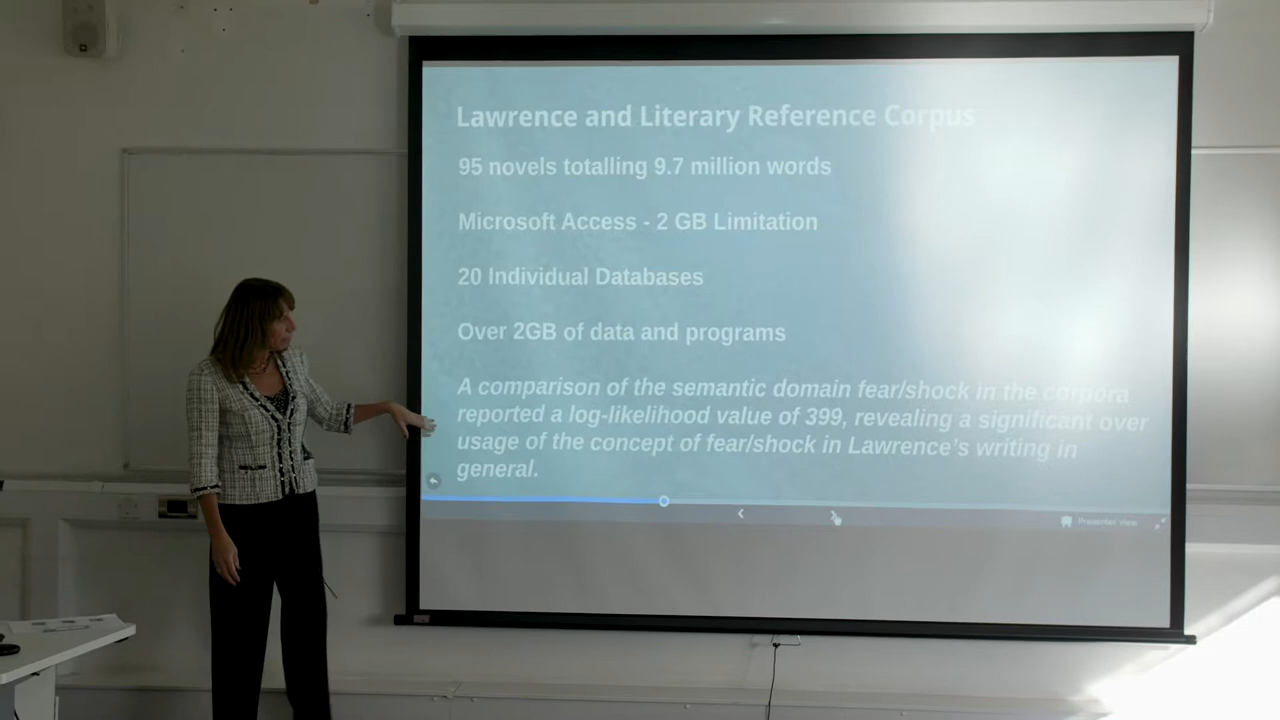 Lawrence and Literary Reference Corpus
95 novels totalling 9.7 million words
Microsoft Access - 2 GB Limitation
20 Individual Databases
Over 2GB of data and programs
A comparison of the semantic domain fear/shock in the corpora
reported a log-likelihood value of 399, revealing a significant over
usage of the concept of fear/shock in Lawrence's writing in
general.
Presenter View